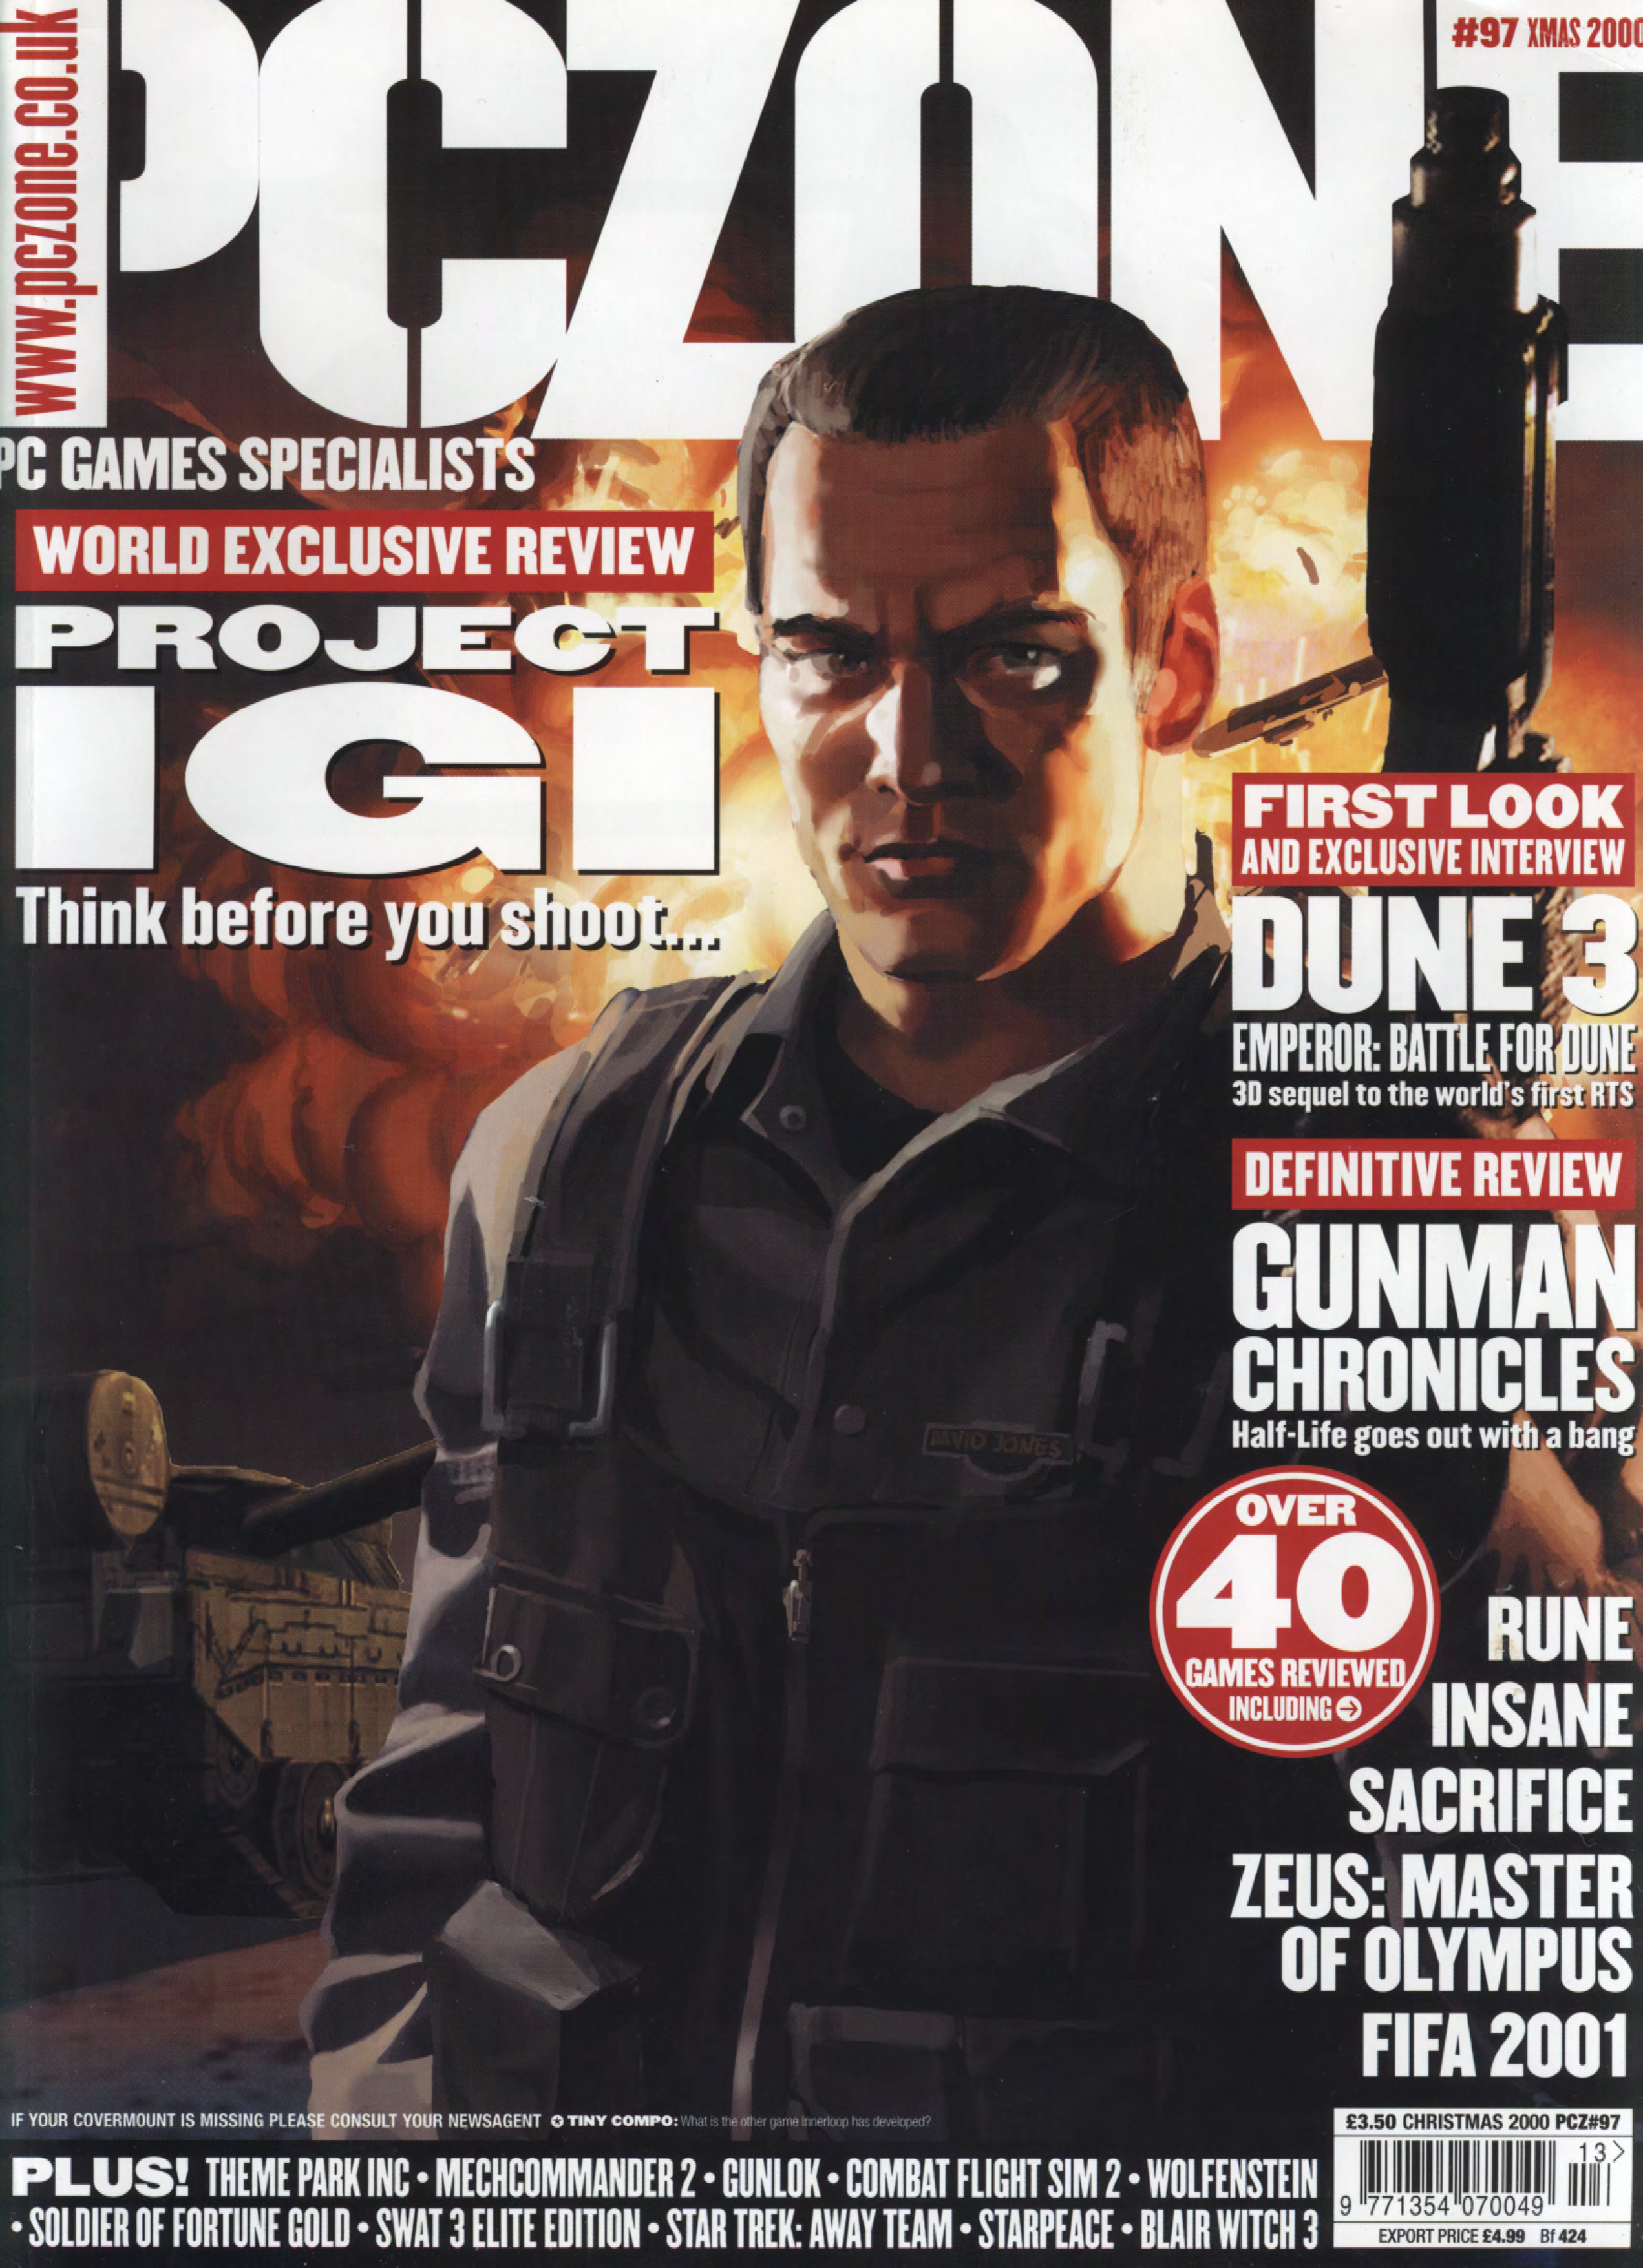 www.pczone.co.uk
PCZONE
#97 XMAS 2000
PC GAMES SPECIALISTS
WORLD EXCLUSIVE REVIEW
PROJECT
IGI
Think before you shoot...
FIRST LOOK
AND EXCLUSIVE INTERVIEW
DUNE 3
EMPEROR: BATTLE FOR DUNE
3D sequel to the world's first RTS
DEFINITIVE REVIEW
GUNMAN
CHRONICLES
Half-Life goes out with a bang
DAVID JONES
OVER
40
GAMES REVIEWED
INCLUDING
RUNE
INSANE
SACRIFICE
ZEUS: MASTER
OF OLYMPUS
FIFA 2001
IF YOUR COVERMOUNT IS MISSING PLEASE CONSULT YOUR NEWSAGENT ✪ TINY COMPO: What is the other game Innerloop has developed?
PLUS! THEME PARK INC • MECHCOMMANDER 2 • GUNLOK • COMBAT FLIGHT SIM 2 • WOLFENSTEIN
• SOLDIER OF FORTUNE GOLD • SWAT 3 ELITE EDITION • STAR TREK: AWAY TEAM • STARPEACE • BLAIR WITCH 3
£3.50 CHRISTMAS 2000 PCZ#97
13>
9 771354 070049
EXPORT PRICE £4.99 Bf 424